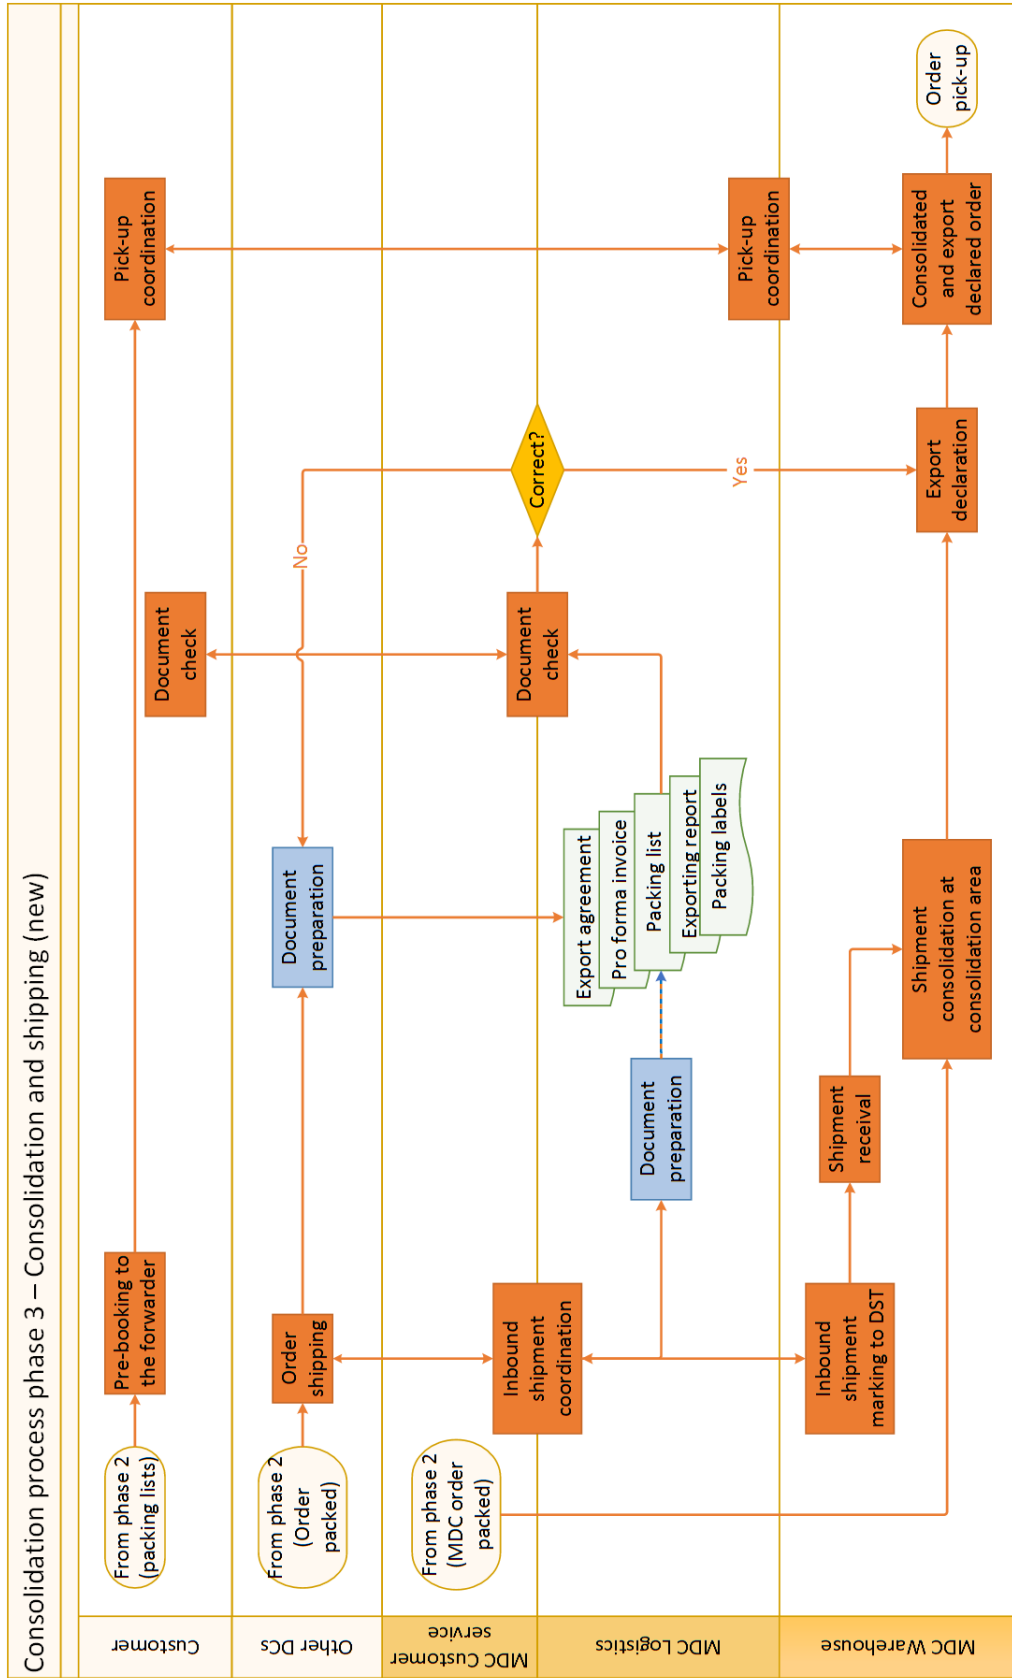 Consolidation process phase 3 – Consolidation and shipping (new)
Customer
From phase 2
(packing lists)
Pre-booking to
the forwarder
Document
check
Pick-up
coordination
Other DCs
From phase 2
(Order
packed)
Order
shipping
Document
preparation
No
MDC Customer
service
From phase 2
(MDC order
packed)
Inbound
shipment
coordination
Document
check
Correct?
MDC Logistics
Document
preparation
Export agreement
Pro forma invoice
Packing list
Exporting report
Packing labels
Yes
Pick-up
coordination
MDC Warehouse
Inbound
shipment
marking to DST
Shipment
receival
Shipment
consolidation at
consolidation area
Export
declaration
Consolidated
and export
declared order
Order
pick-up